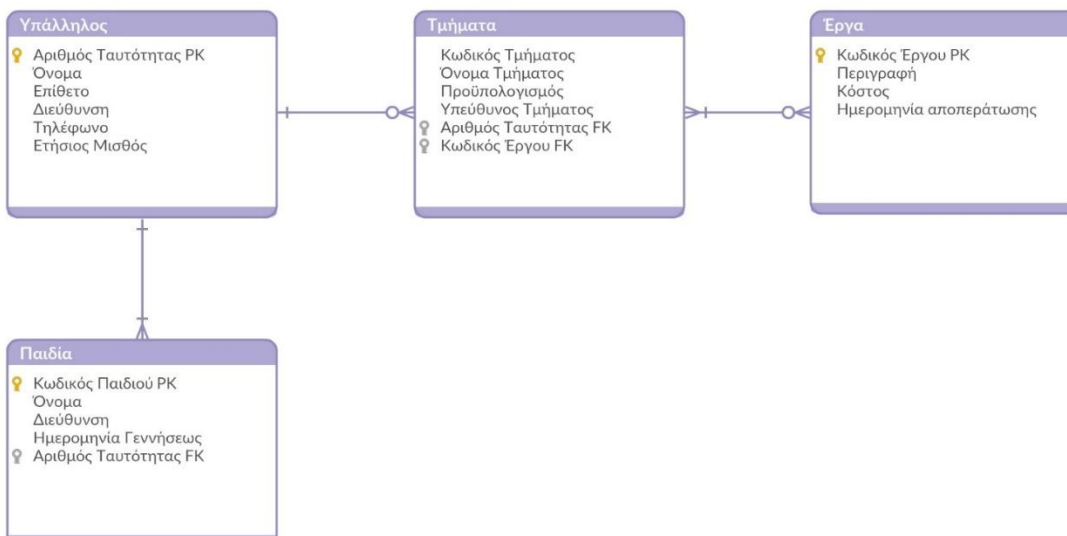 Υπάλληλος
Αριθμός Ταυτότητας PK
Όνομα
Επίθετο
Διεύθυνση
Τηλέφωνο
Ετήσιος Μισθός
Τμήματα
Κωδικός Τμήματος
Όνομα Τμήματος
Προϋπολογισμός
Υπεύθυνος Τμήματος
Αριθμός Ταυτότητας FK
Κωδικός Έργου FK
Έργα
Κωδικός Έργου PK
Περιγραφή
Κόστος
Ημερομηνία αποπεράτωσης
Παιδία
Κωδικός Παιδιού PK
Όνομα
Διεύθυνση
Ημερομηνία Γεννήσεως
Αριθμός Ταυτότητας FK